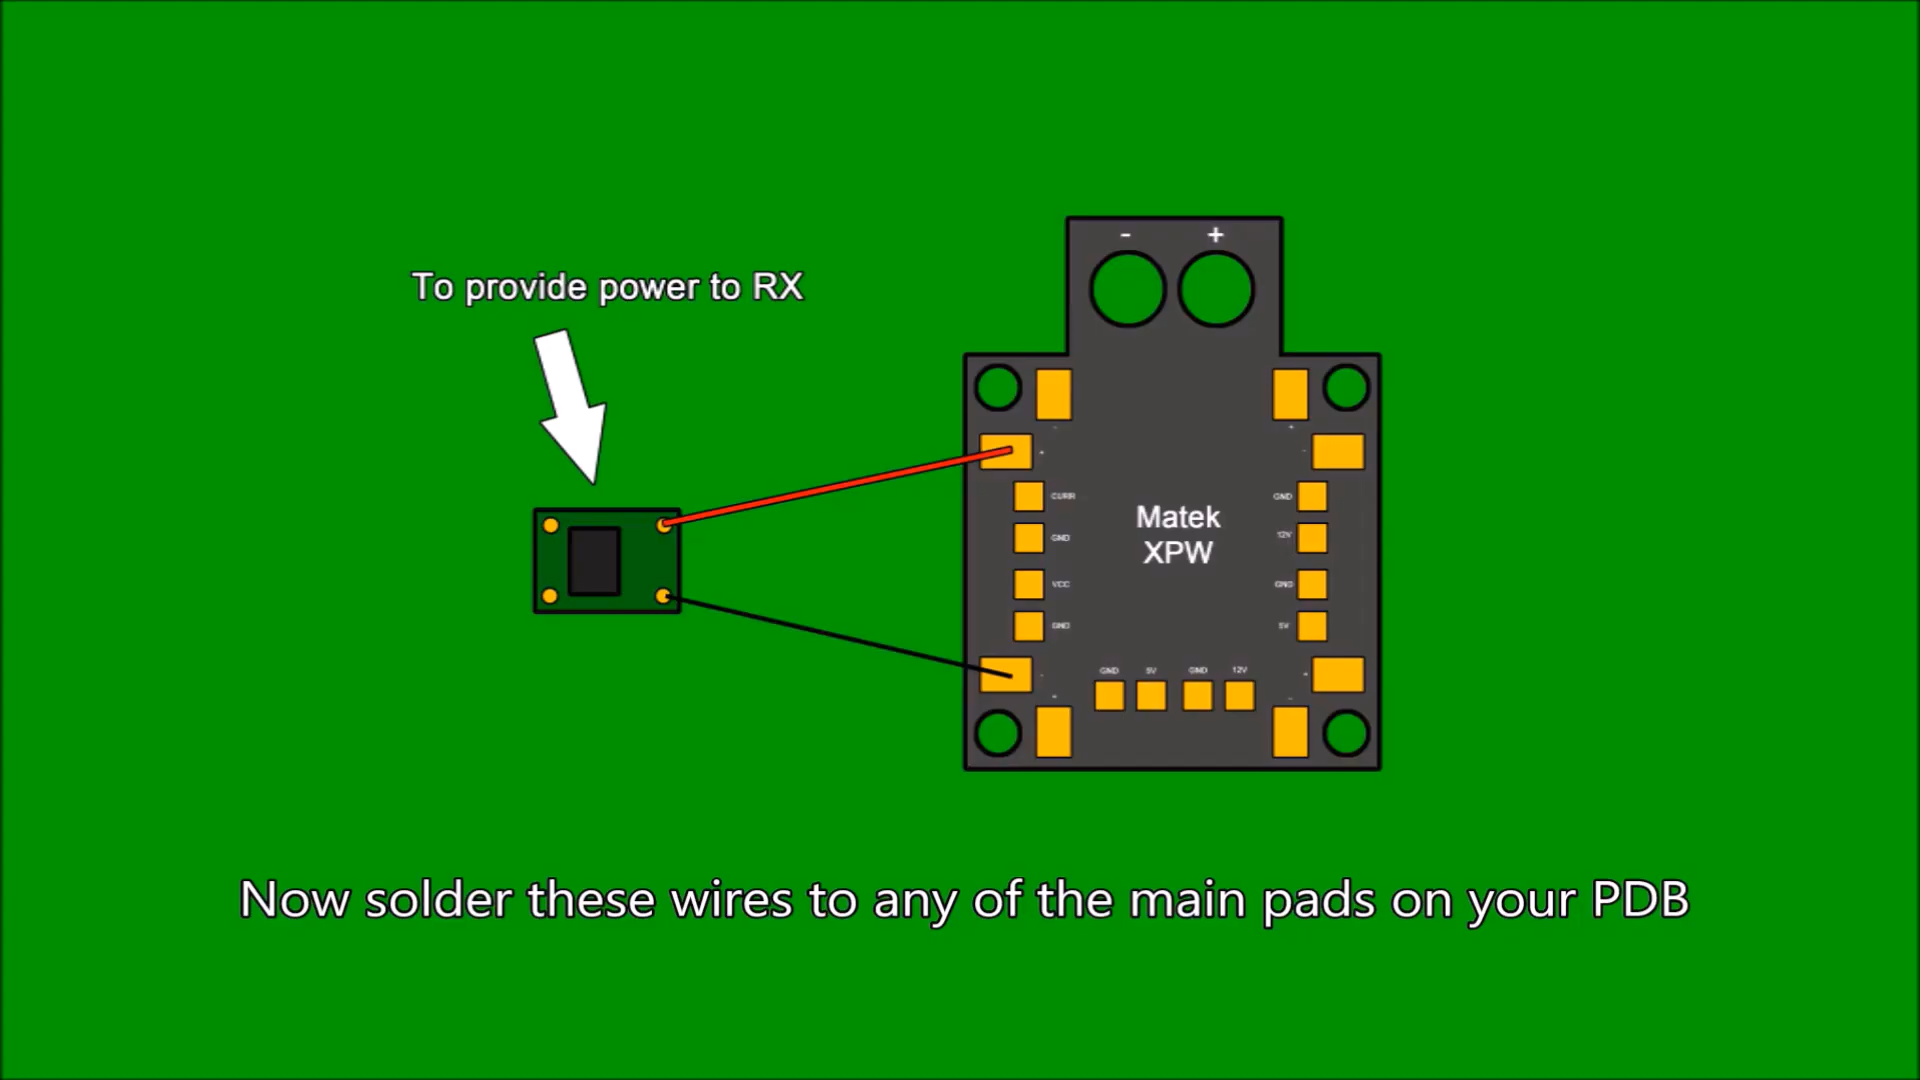 - +
To provide power to RX
- +
+ -
CURR GND
Matek
XPW
GND 12V
VCC GND
GND 5V
GND 5V GND 12V
- +
+ -
Now solder these wires to any of the main pads on your PDB